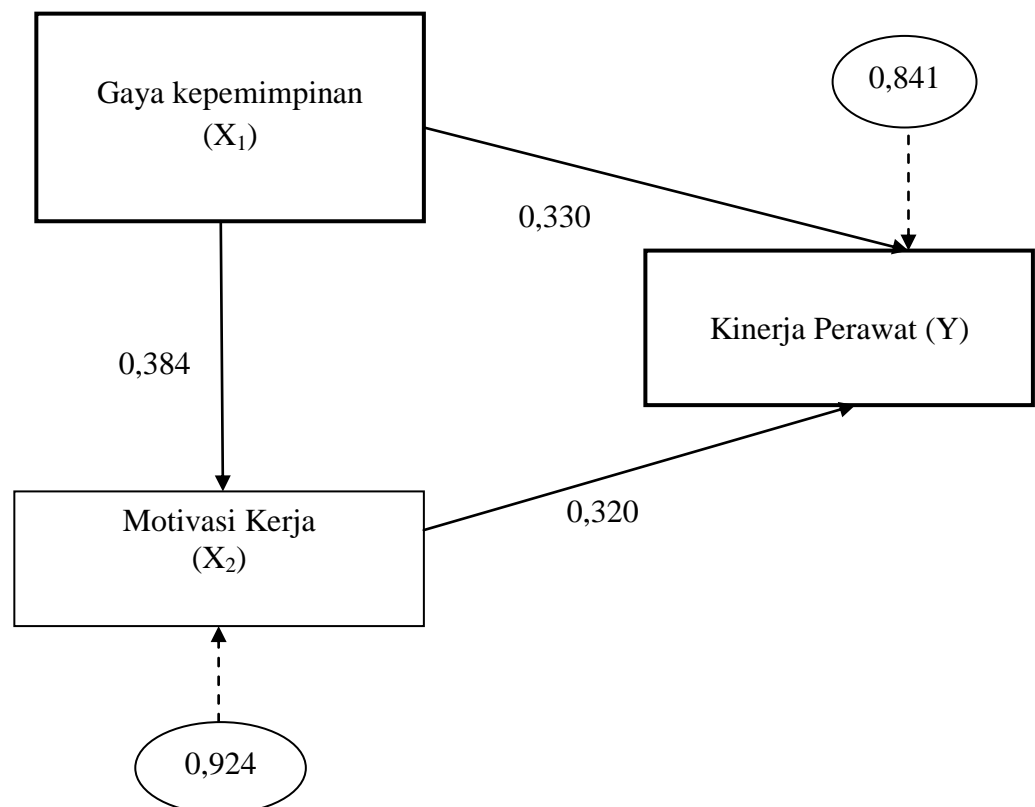 Gaya kepemimpinan
(X₁)
0,841
0,330
Kinerja Perawat (Y)
0,384
0,320
Motivasi Kerja
(X₂)
0,924